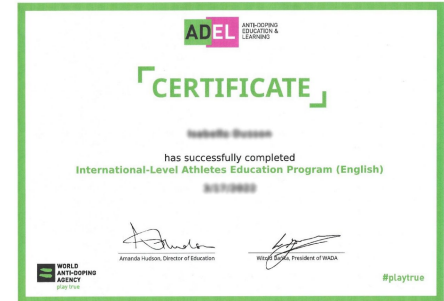 ADEL
ANTI-DOPING
EDUCATION &
LEARNING
CERTIFICATE
has successfully completed
International-Level Athletes Education Program (English)
Amanda Hudson, Director of Education
Witold Bańka, President of WADA
WORLD
ANTI-DOPING
AGENCY
play true
#playtrue